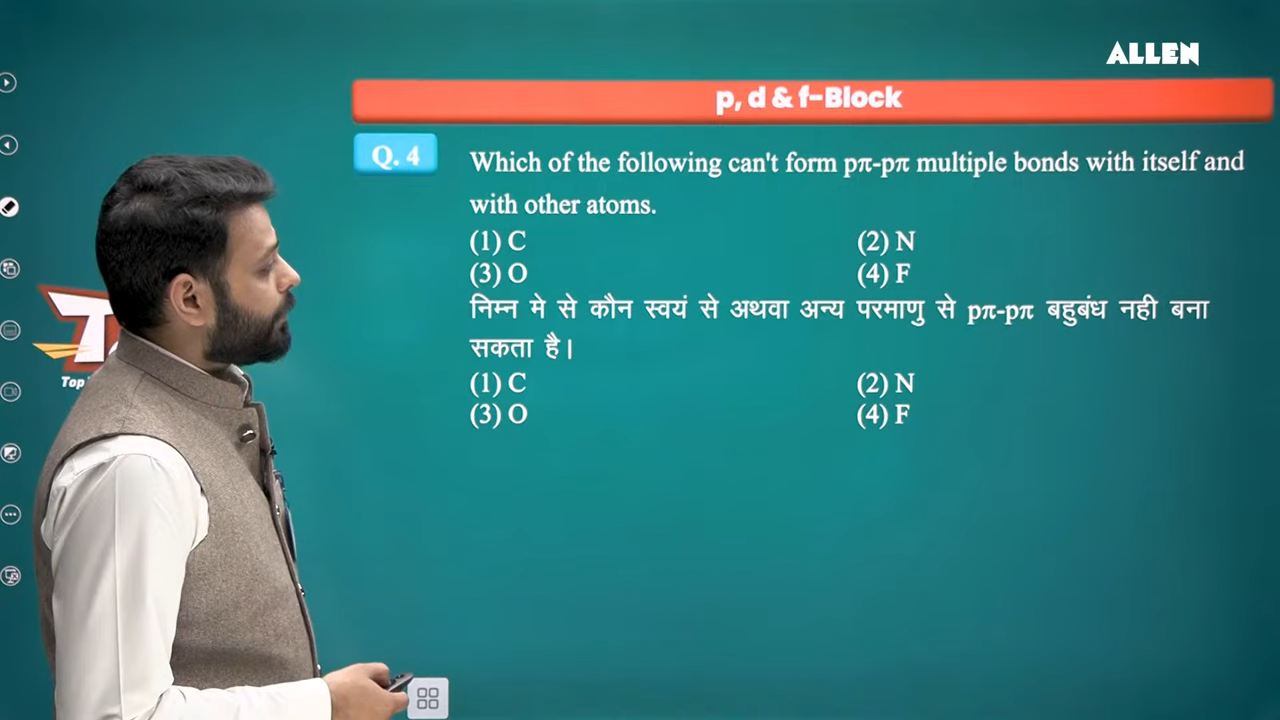 ALLEN
p, d & f-Block
Q. 4 Which of the following can't form pπ-pπ multiple bonds with itself and
with other atoms.
(1) C (2) N
(3) O (4) F
निम्न मे से कौन स्वयं से अथवा अन्य परमाणु से pπ-pπ बहुबंध नही बना
सकता है।
(1) C (2) N
(3) O (4) F
Top